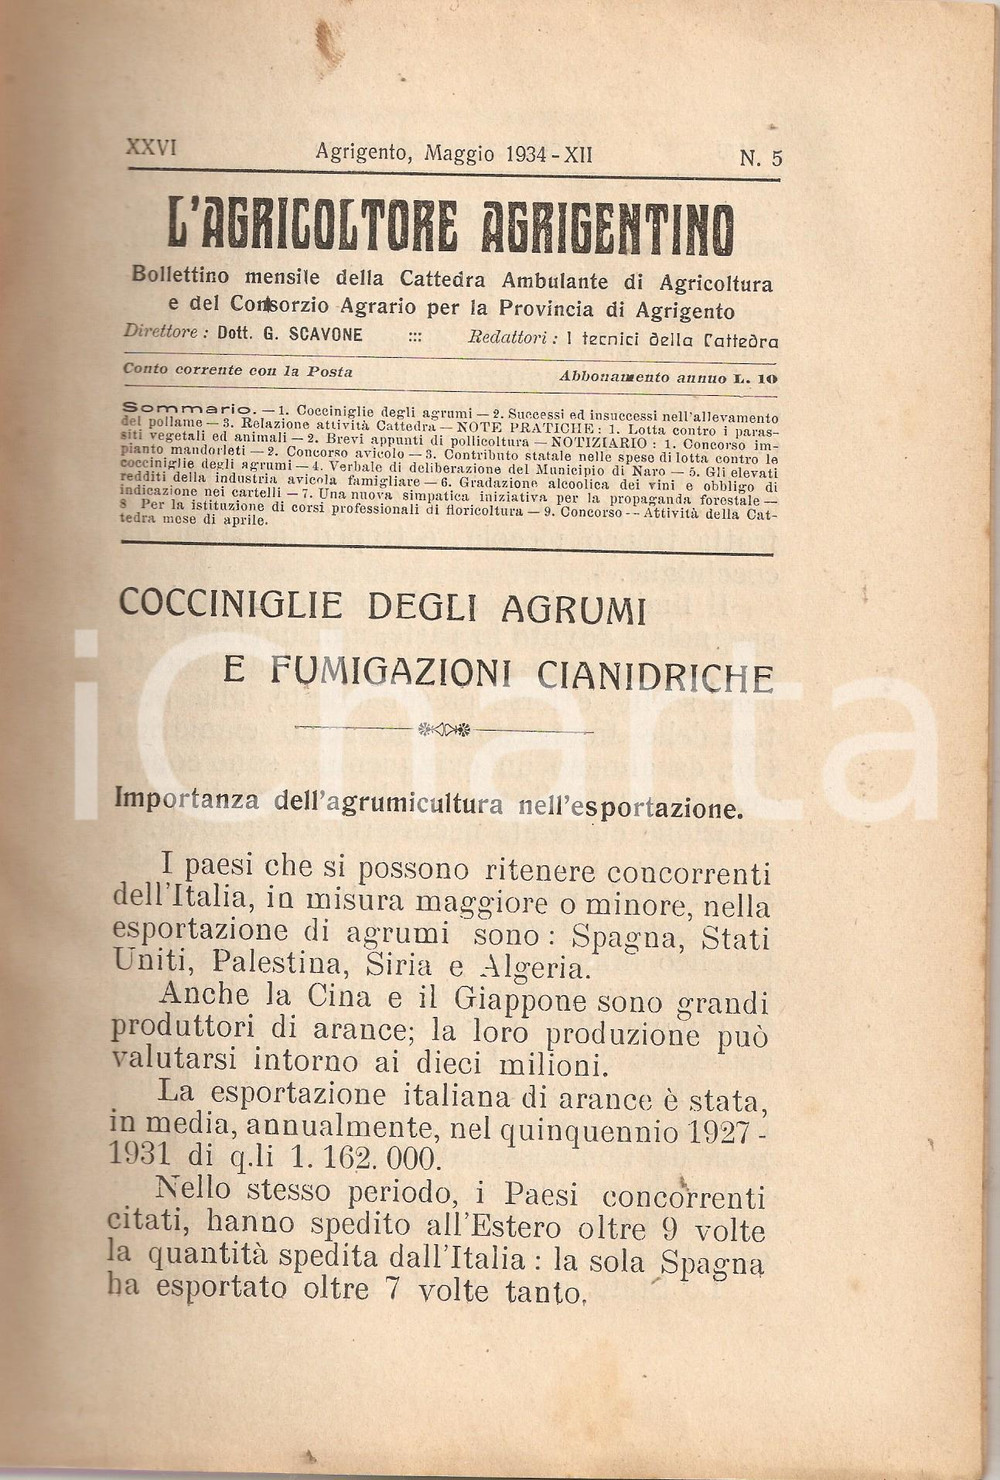 XXVI Agrigento, Maggio 1934 - XII N. 5
L'AGRICOLTORE AGRIGENTINO
Bollettino mensile della Cattedra Ambulante di Agricoltura
e del Consorzio Agrario per la Provincia di Agrigento
Direttore : Dott. G. SCAVONE ::: Redattori : I tecnici della Cattedra
Conto corrente con la Posta Abbonamento annuo L. 10
Sommario. — 1. Cocciniglie degli agrumi — 2. Successi ed insuccessi nell'allevamento
del pollame — 3. Relazione attività Cattedra — NOTE PRATICHE : 1. Lotta contro i paras-
siti vegetali ed animali — 2. Brevi appunti di pollicoltura — NOTIZIARIO : 1. Concorso im-
pianto mandorleti — 2. Concorso avicolo — 3. Contributo statale nelle spese di lotta contro le
cocciniglie degli agrumi — 4. Verbale di deliberazione del Municipio di Naro — 5. Gli elevati
redditi della industria avicola famigliare — 6. Gradazione alcoolica dei vini e obbligo di
indicazione nei cartelli — 7. Una nuova simpatica iniziativa per la propaganda forestale —
8 Per la istituzione di corsi professionali di floricoltura — 9. Concorso -- Attività della Cat-
tedra mese di aprile.
COCCINIGLIE DEGLI AGRUMI
E FUMIGAZIONI CIANIDRICHE
iCharta
Importanza dell'agrumicultura nell'esportazione.
I paesi che si possono ritenere concorrenti
dell'Italia, in misura maggiore o minore, nella
esportazione di agrumi sono : Spagna, Stati
Uniti, Palestina, Siria e Algeria.
Anche la Cina e il Giappone sono grandi
produttori di arance; la loro produzione può
valutarsi intorno ai dieci milioni.
La esportazione italiana di arance è stata,
in media, annualmente, nel quinquennio 1927 -
1931 di q.li 1. 162. 000.
Nello stesso periodo, i Paesi concorrenti
citati, hanno spedito all'Estero oltre 9 volte
la quantità spedita dall'Italia : la sola Spagna
ha esportato oltre 7 volte tanto.